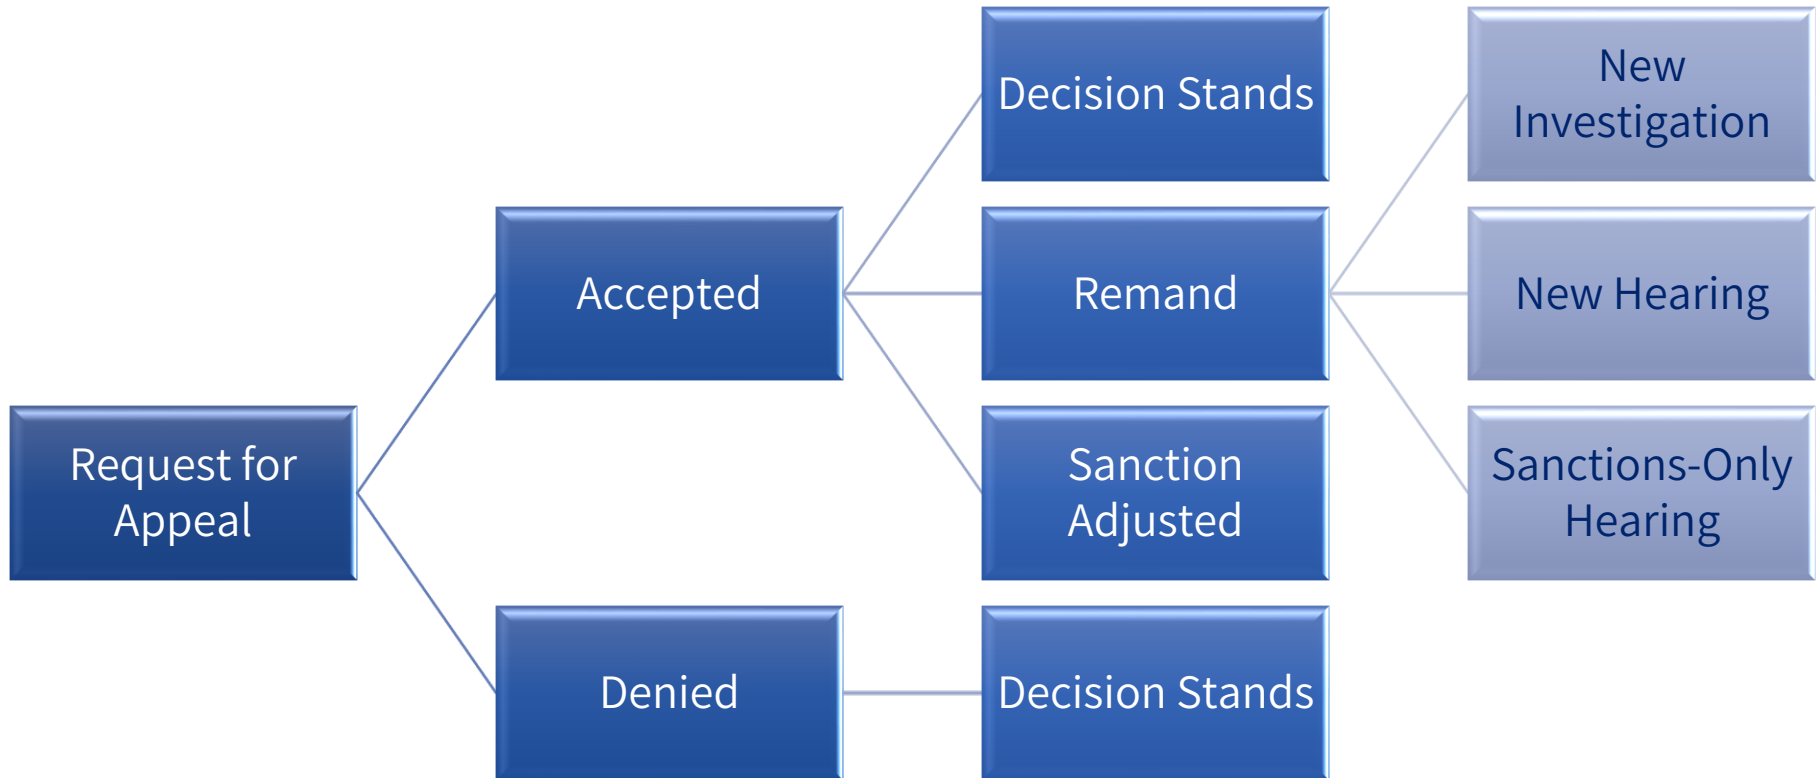 Request for
Appeal
Accepted
Denied
Decision Stands
Remand
Sanction
Adjusted
Decision Stands
New
Investigation
New Hearing
Sanctions-Only
Hearing